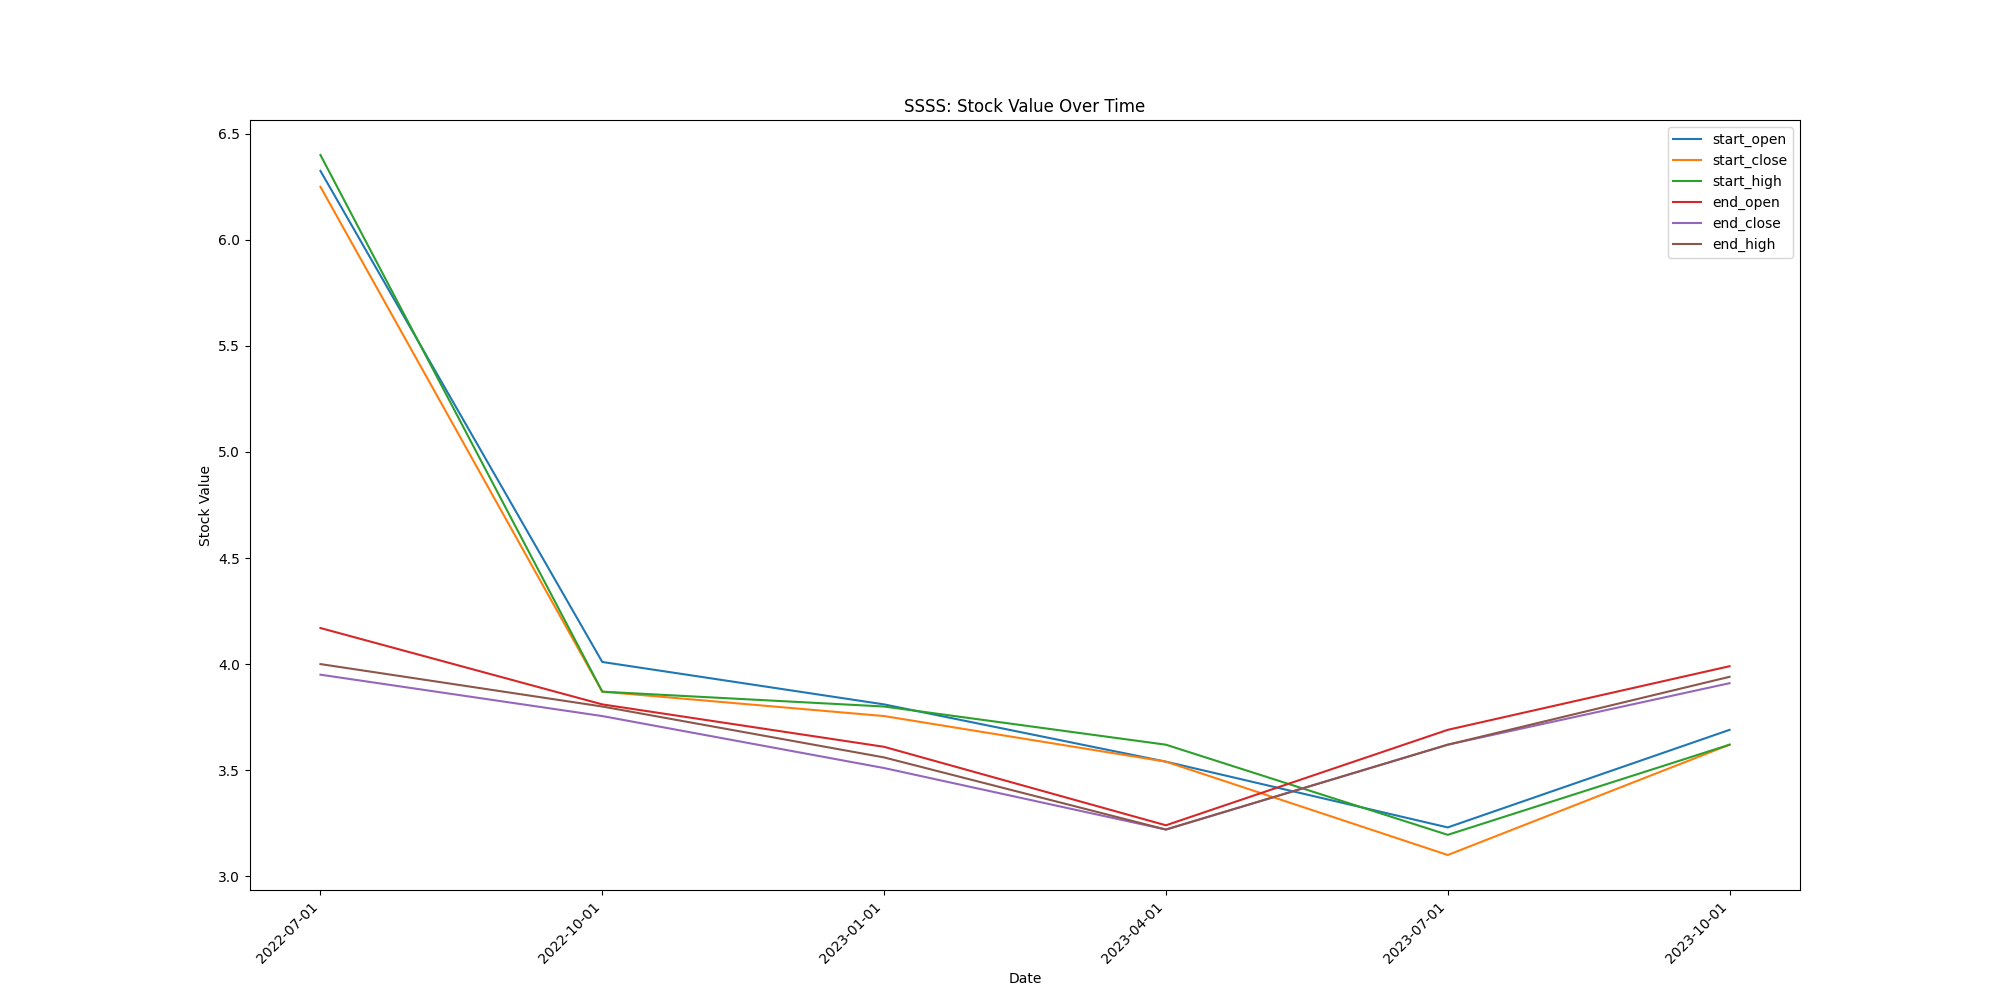 SSSS: Stock Value Over Time
start_open
start_close
start_high
end_open
end_close
end_high
6.5
6.0
5.5
5.0
4.5
4.0
3.5
3.0
Stock Value
2022-07-01
2022-10-01
2023-01-01
2023-04-01
2023-07-01
2023-10-01
Date